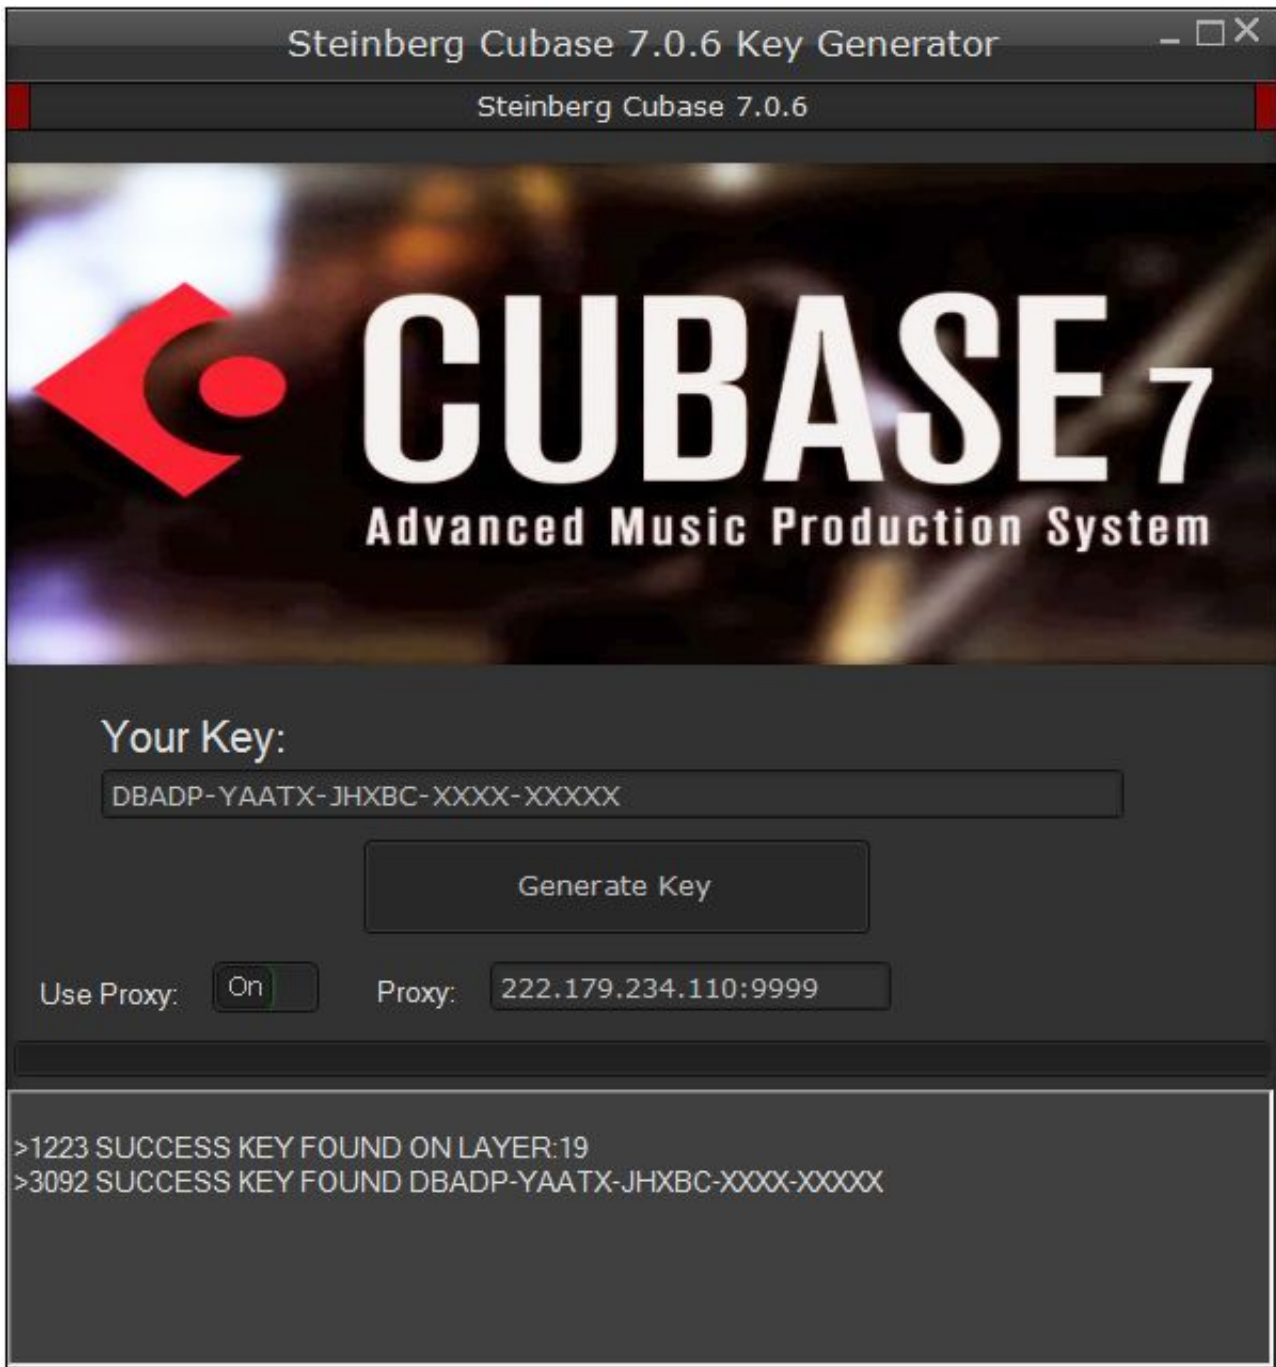 Steinberg Cubase 7.0.6 Key Generator
Steinberg Cubase 7.0.6
CUBASE 7
Advanced Music Production System
Your Key:
DBADP-YAATX-JHXBC-XXXX-XXXXX
Generate Key
Use Proxy: On Proxy: 222.179.234.110:9999
>1223 SUCCESS KEY FOUND ON LAYER:19
>3092 SUCCESS KEY FOUND DBADP-YAATX-JHXBC-XXXX-XXXXX